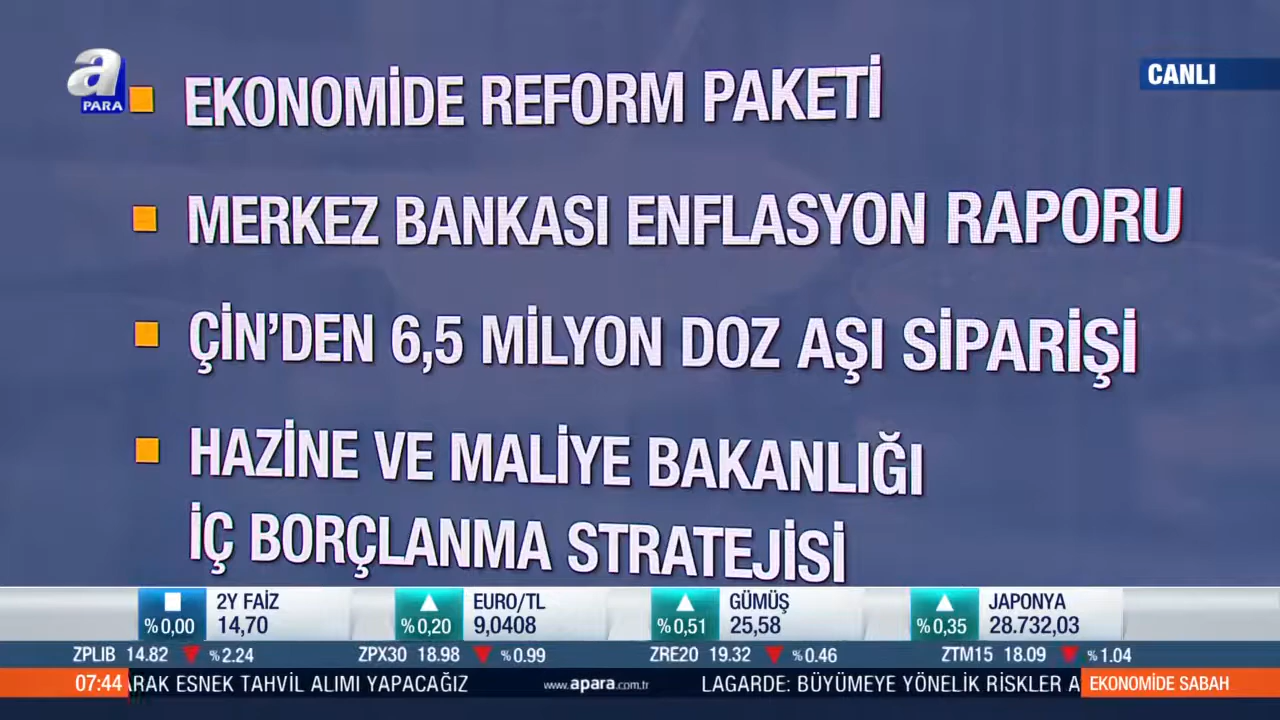 a
PARA
CANLI
EKONOMİDE REFORM PAKETİ
MERKEZ BANKASI ENFLASYON RAPORU
ÇİN'DEN 6,5 MİLYON DOZ AŞI SİPARİŞİ
HAZİNE VE MALİYE BAKANLIĞI
İÇ BORÇLANMA STRATEJİSİ
%0,00 2Y FAİZ 14,70
%0,20 EURO/TL 9,0408
%0,51 GÜMÜŞ 25,58
%0,35 JAPONYA 28.732,03
ZPLIB 14.82 %2.24 ZPX30 18.98 %0.99 ZRE20 19.32 %0.46 ZTM15 18.09 %1.04
07:44 ARAK ESNEK TAHVİL ALIMI YAPACAĞIZ www.apara.com.tr LAGARDE: BÜYÜMEYE YÖNELİK RİSKLER A EKONOMİDE SABAH